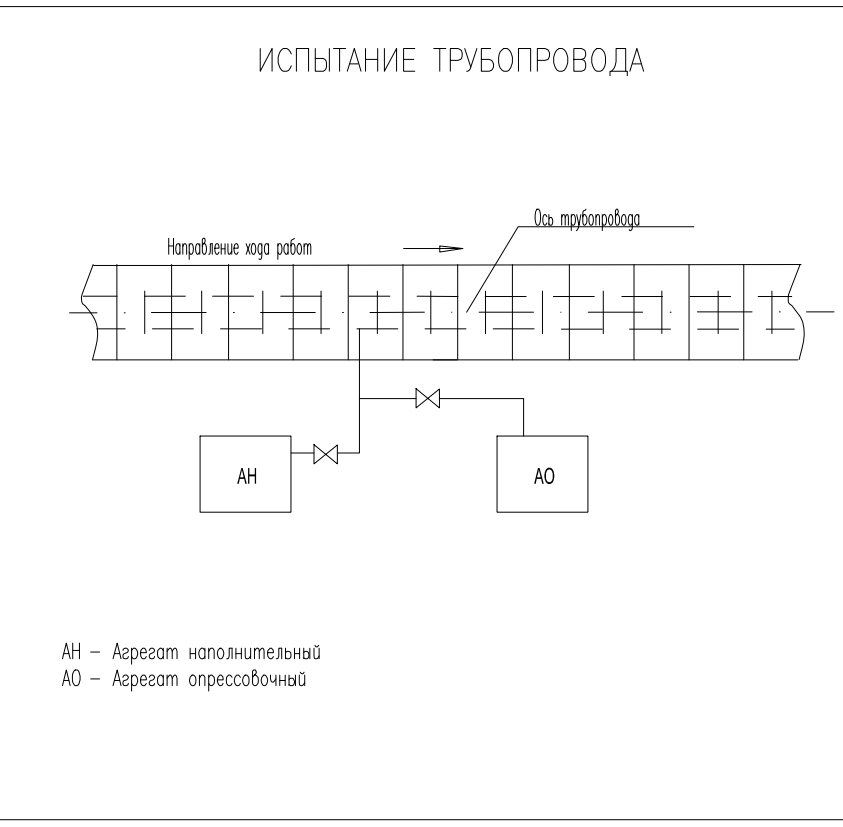 ИСПЫТАНИЕ ТРУБОПРОВОДА
Ось трубопровода
Направление хода работ
АН
АО
АН – Агрегат наполнительный
АО – Агрегат опрессовочный